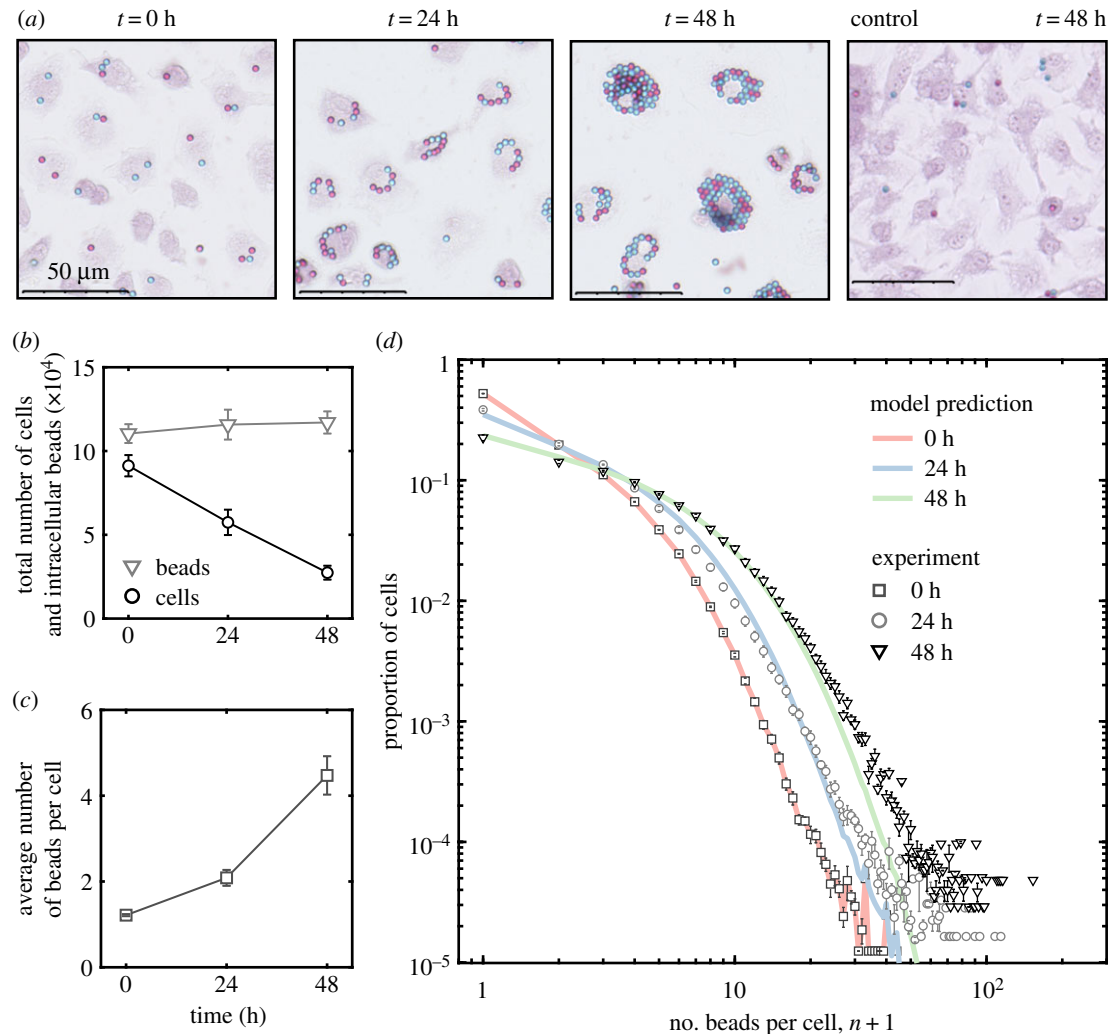 (a) t = 0 h t = 24 h t = 48 h control t = 48 h
50 µm
(b)
total number of cells
and intracellular beads (×10⁴)
15
10
5
0
beads
cells
0 24 48
(c)
average number
of beads per cell
6
4
2
0
0 24 48
time (h)
(d)
proportion of cells
1
10⁻¹
10⁻²
10⁻³
10⁻⁴
10⁻⁵
1 10 10²
no. beads per cell, n + 1
model prediction
0 h
24 h
48 h
experiment
0 h
24 h
48 h